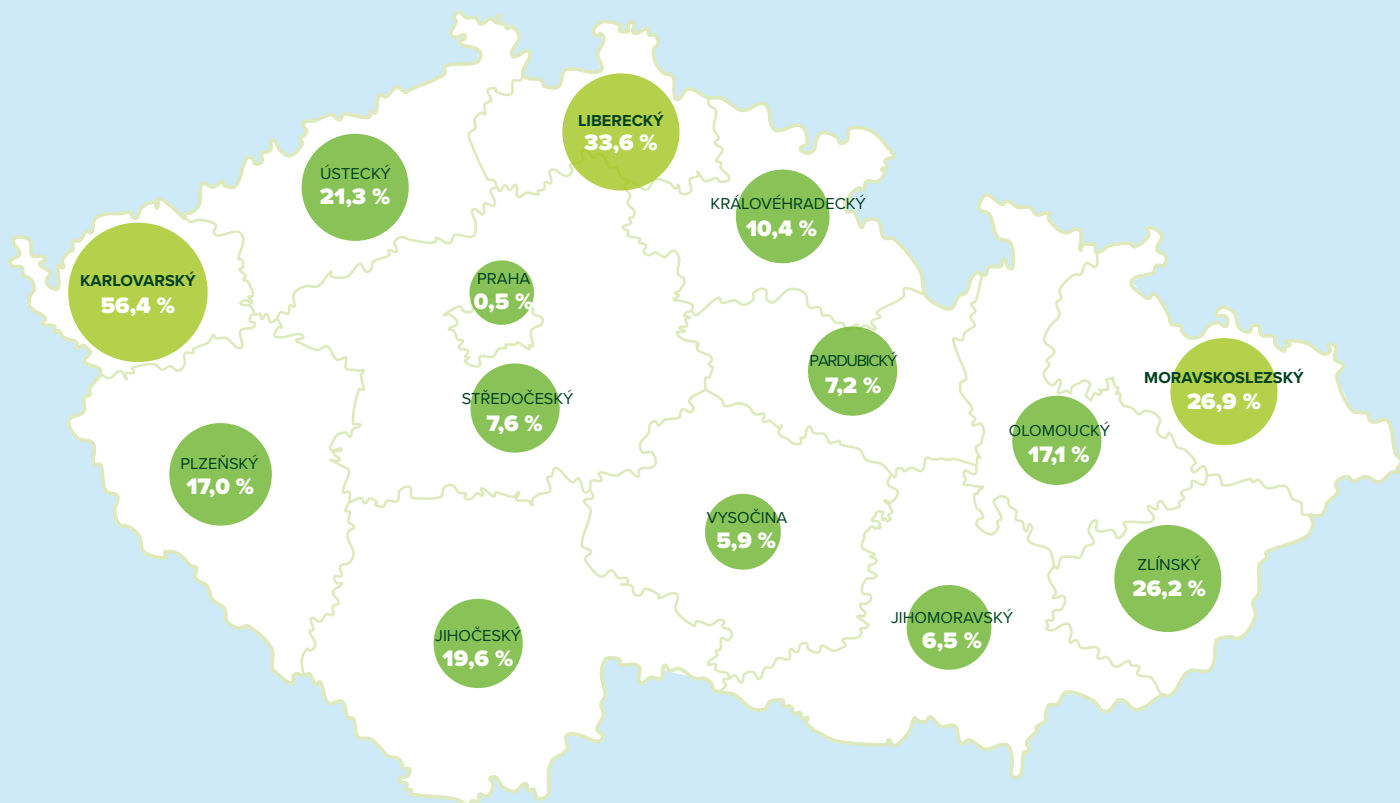 LIBERECKÝ
33,6 %
ÚSTECKÝ
21,3 %
KRÁLOVÉHRADECKÝ
10,4 %
KARLOVARSKÝ
56,4 %
PRAHA
0,5 %
PARDUBICKÝ
7,2 %
MORAVSKOSLEZSKÝ
26,9 %
STŘEDOČESKÝ
7,6 %
OLOMOUCKÝ
17,1 %
PLZEŇSKÝ
17,0 %
VYSOČINA
5,9 %
ZLÍNSKÝ
26,2 %
JIHOMORAVSKÝ
6,5 %
JIHOČESKÝ
19,6 %